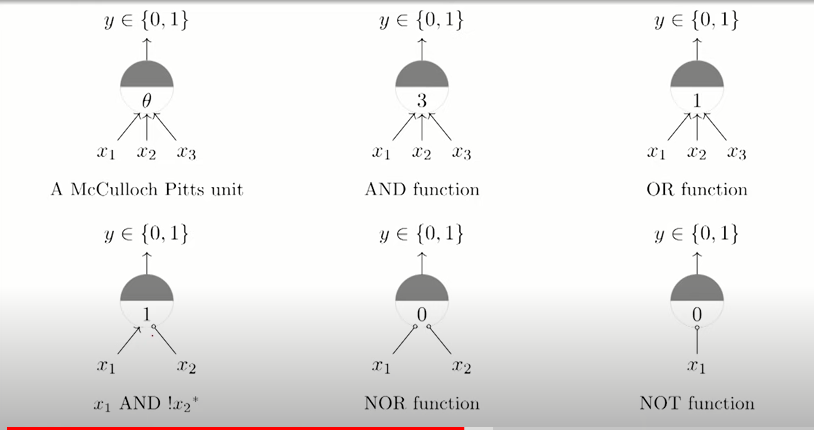 y ∈ {0, 1} y ∈ {0, 1} y ∈ {0, 1}
θ 3 1
x₁ x₂ x₃ x₁ x₂ x₃ x₁ x₂ x₃
A McCulloch Pitts unit AND function OR function
y ∈ {0, 1} y ∈ {0, 1} y ∈ {0, 1}
1 0 0
x₁ x₂ x₁ x₂ x₁
x₁ AND !x₂* NOR function NOT function